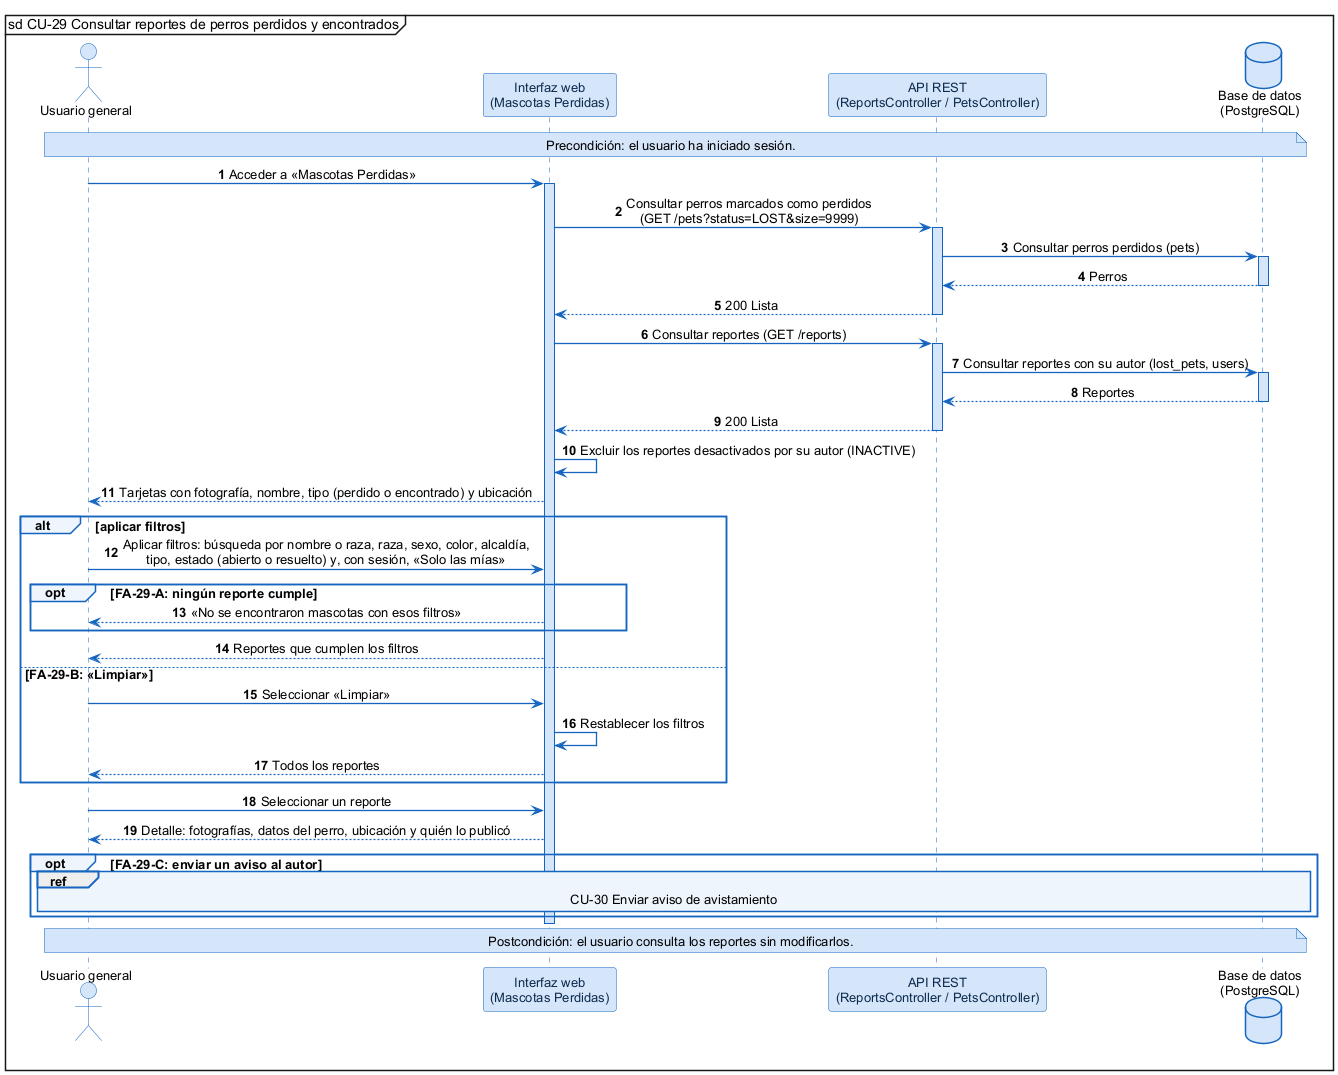 sd CU-29 Consultar reportes de perros perdidos y encontrados
Usuario general
Interfaz web
(Mascotas Perdidas)
API REST
(ReportsController / PetsController)
Base de datos
(PostgreSQL)
Precondición: el usuario ha iniciado sesión.
1 Acceder a «Mascotas Perdidas»
2 Consultar perros marcados como perdidos
(GET /pets?status=LOST&size=9999)
3 Consultar perros perdidos (pets)
4 Perros
5 200 Lista
6 Consultar reportes (GET /reports)
7 Consultar reportes con su autor (lost_pets, users)
8 Reportes
9 200 Lista
10 Excluir los reportes desactivados por su autor (INACTIVE)
11 Tarjetas con fotografía, nombre, tipo (perdido o encontrado) y ubicación
alt [aplicar filtros]
12 Aplicar filtros: búsqueda por nombre o raza, raza, sexo, color, alcaldía,
tipo, estado (abierto o resuelto) y, con sesión, «Solo las mías»
opt [FA-29-A: ningún reporte cumple]
13 «No se encontraron mascotas con esos filtros»
14 Reportes que cumplen los filtros
[FA-29-B: «Limpiar»]
15 Seleccionar «Limpiar»
16 Restablecer los filtros
17 Todos los reportes
18 Seleccionar un reporte
19 Detalle: fotografías, datos del perro, ubicación y quién lo publicó
opt [FA-29-C: enviar un aviso al autor]
ref
CU-30 Enviar aviso de avistamiento
Postcondición: el usuario consulta los reportes sin modificarlos.
Usuario general
Interfaz web
(Mascotas Perdidas)
API REST
(ReportsController / PetsController)
Base de datos
(PostgreSQL)